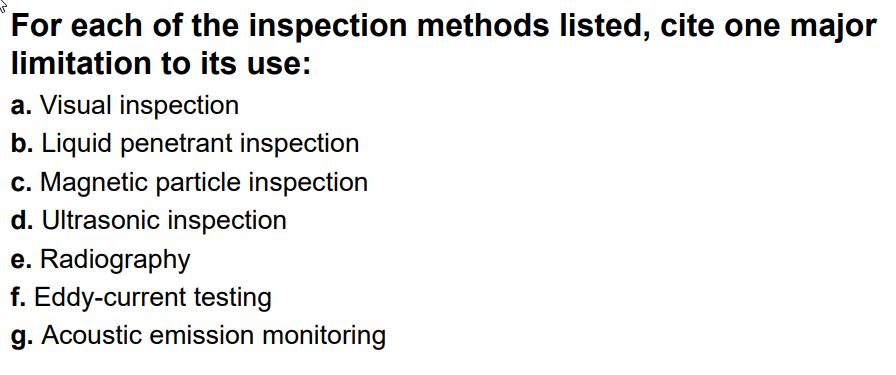 For each of the inspection methods listed, cite one major
limitation to its use:
a. Visual inspection
b. Liquid penetrant inspection
c. Magnetic particle inspection
d. Ultrasonic inspection
e. Radiography
f. Eddy-current testing
g. Acoustic emission monitoring